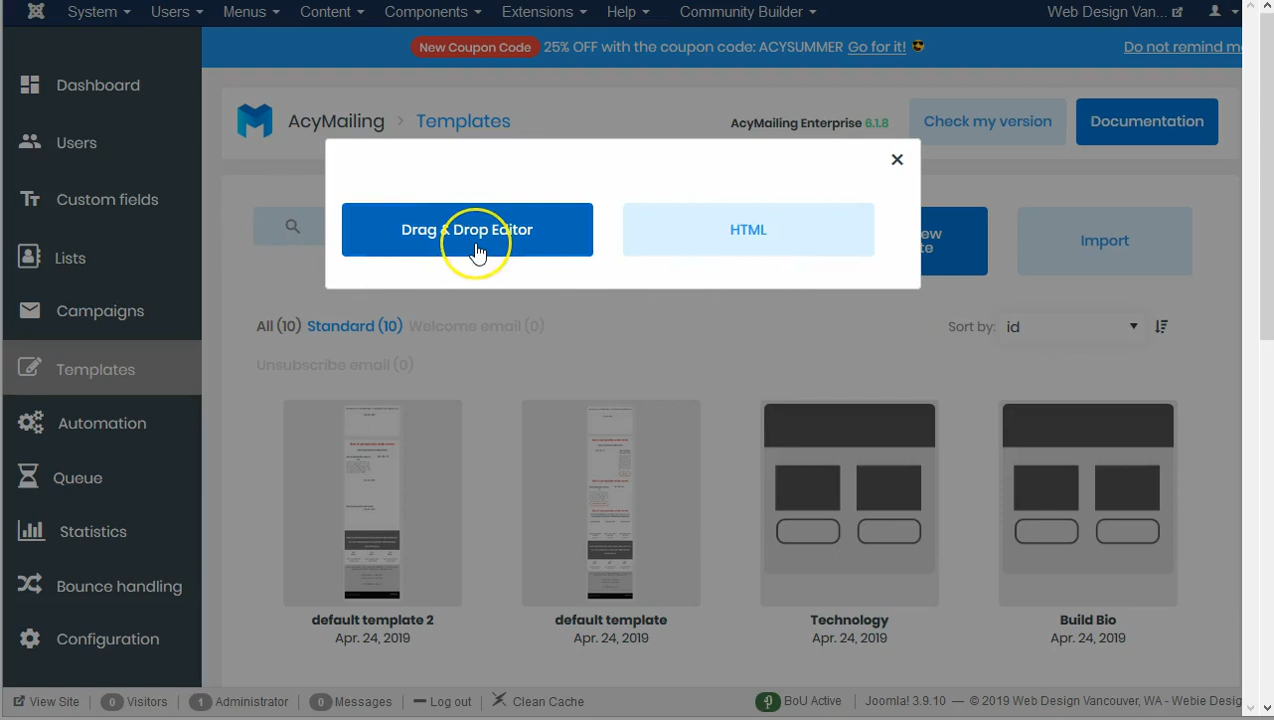 System Users Menus Content Components Extensions Help Community Builder Web Design Van...
New Coupon Code 25% OFF with the coupon code: ACYSUMMER Go for it! Do not remind m
Dashboard
Users
Custom fields
Lists
Campaigns
Templates
Automation
Queue
Statistics
Bounce handling
Configuration
AcyMailing > Templates AcyMailing Enterprise 6.1.8 Check my version Documentation
×
Drag & Drop Editor HTML
ew
te
Import
All (10) Standard (10) Welcome email (0)
Unsubscribe email (0)
Sort by: id
default template 2 default template Technology Build Bio
Apr. 24, 2019 Apr. 24, 2019 Apr. 24, 2019 Apr. 24, 2019
View Site 0 Visitors 1 Administrator 0 Messages Log out Clean Cache BoU Active Joomla! 3.9.10 — © 2019 Web Design Vancouver, WA - Webie Desig